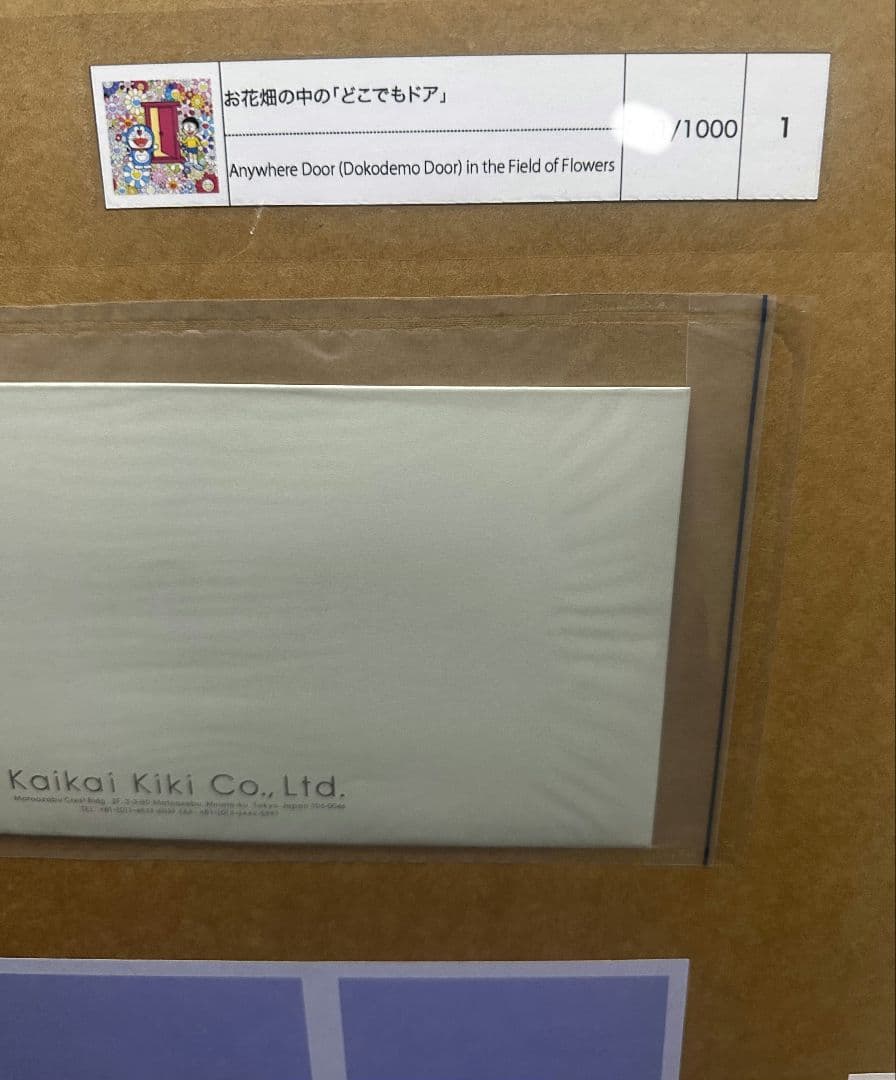 お花畑の中の「どこでもドア」
Anywhere Door (Dokodemo Door) in the Field of Flowers
/1000
1
Kaikai Kiki Co., Ltd.